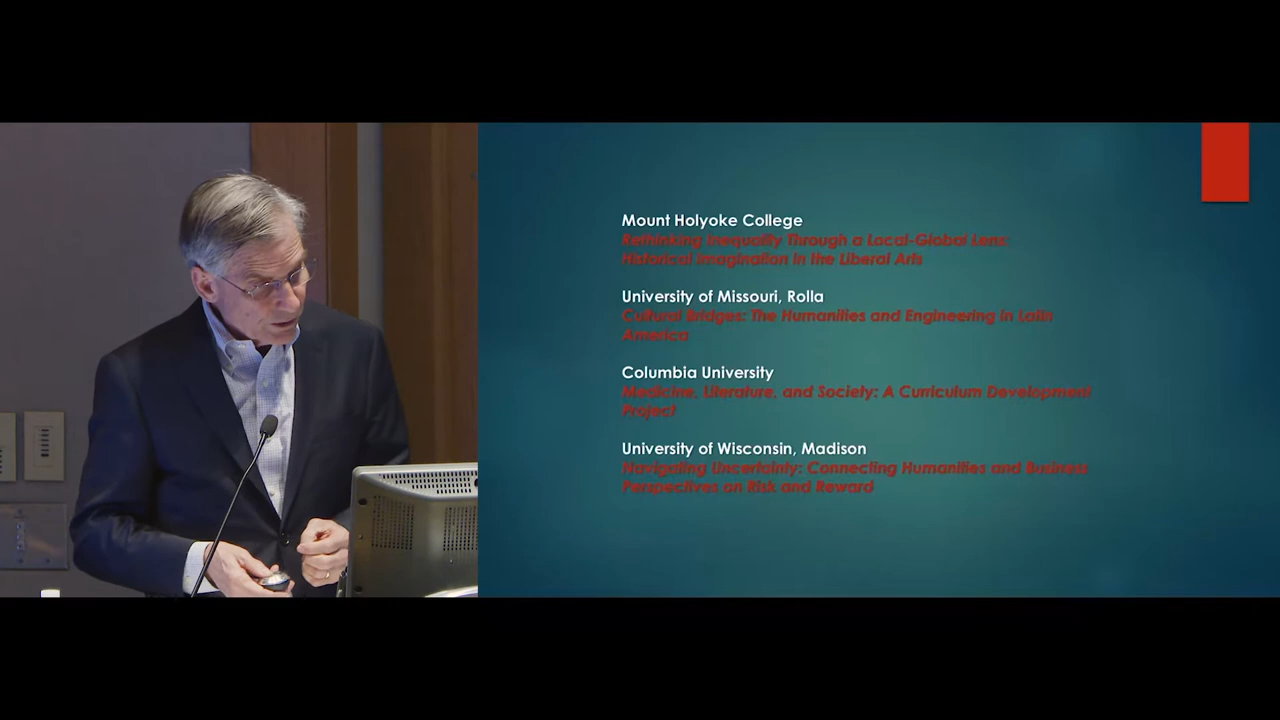 Mount Holyoke College
Rethinking Inequality Through a Local-Global Lens:
Historical Imagination in the Liberal Arts
University of Missouri, Rolla
Cultural Bridges: The Humanities and Engineering in Latin
America
Columbia University
Medicine, Literature, and Society: A Curriculum Development
Project
University of Wisconsin, Madison
Navigating Uncertainty: Connecting Humanities and Business
Perspectives on Risk and Reward